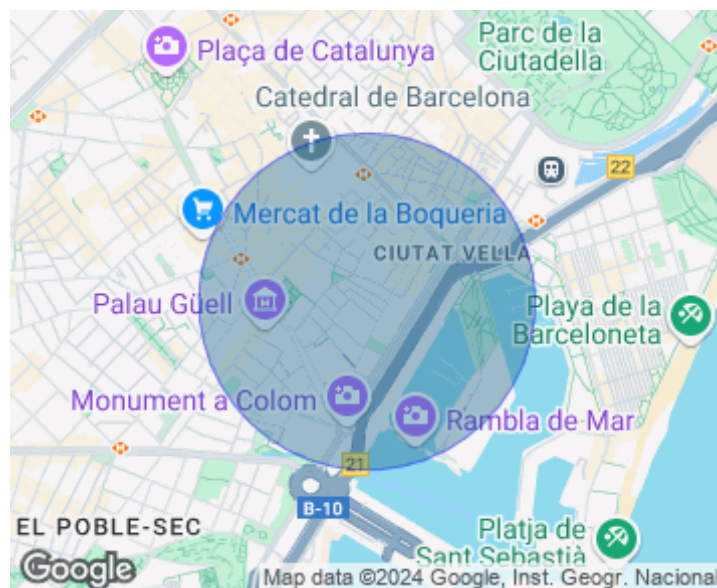 Plaça de Catalunya
Parc de la
Ciutadella
Catedral de Barcelona
22
Mercat de la Boqueria
CIUTAT VELLA
Palau Güell
Playa de la
Barceloneta
Monument a Colom
Rambla de Mar
21
B-10
EL POBLE-SEC
Platja de
Sant Sebastià
Google
Map data ©2024 Google, Inst. Geogr. Nacional